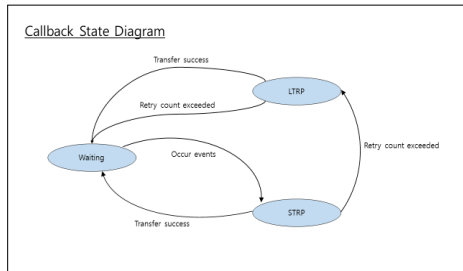 Callback State Diagram
Transfer success
LTRP
Retry count exceeded
Waiting
Occur events
Retry count exceeded
STRP
Transfer success